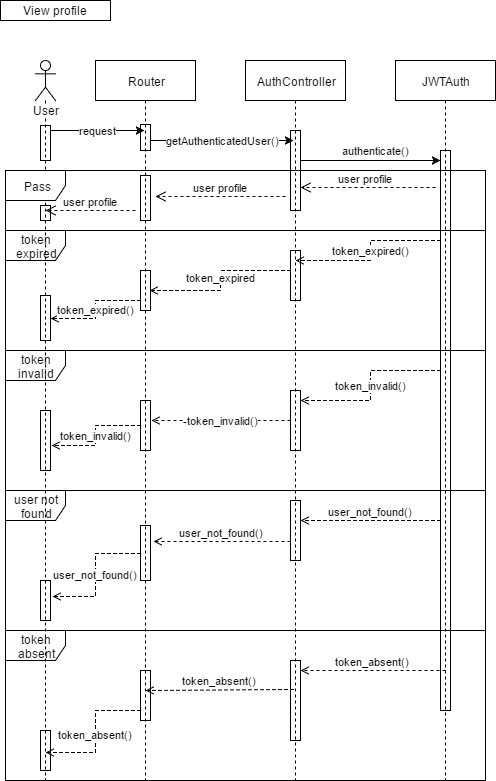 View profile
Router
AuthController
JWTAuth
User
request
getAuthenticatedUser()
authenticate()
Pass
user profile
user profile
user profile
token
expired
token_expired()
token_expired
token_expired()
token
invalid
token_invalid()
token_invalid()
token_invalid()
user not
found
user_not_found()
user_not_found()
user_not_found()
token
absent
token_absent()
token_absent()
token_absent()